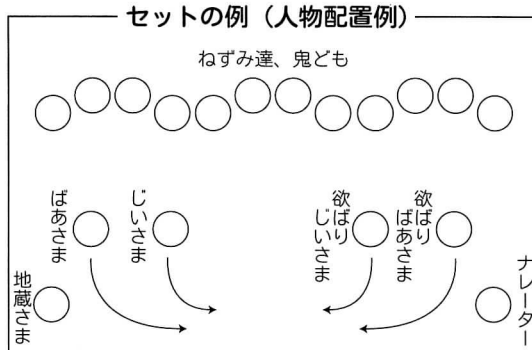 セットの例（人物配置例）
ねずみ達、鬼ども
ばあさま
じいさま
欲ばり
じいさま
欲ばり
ばあさま
地蔵さま
ナレーター